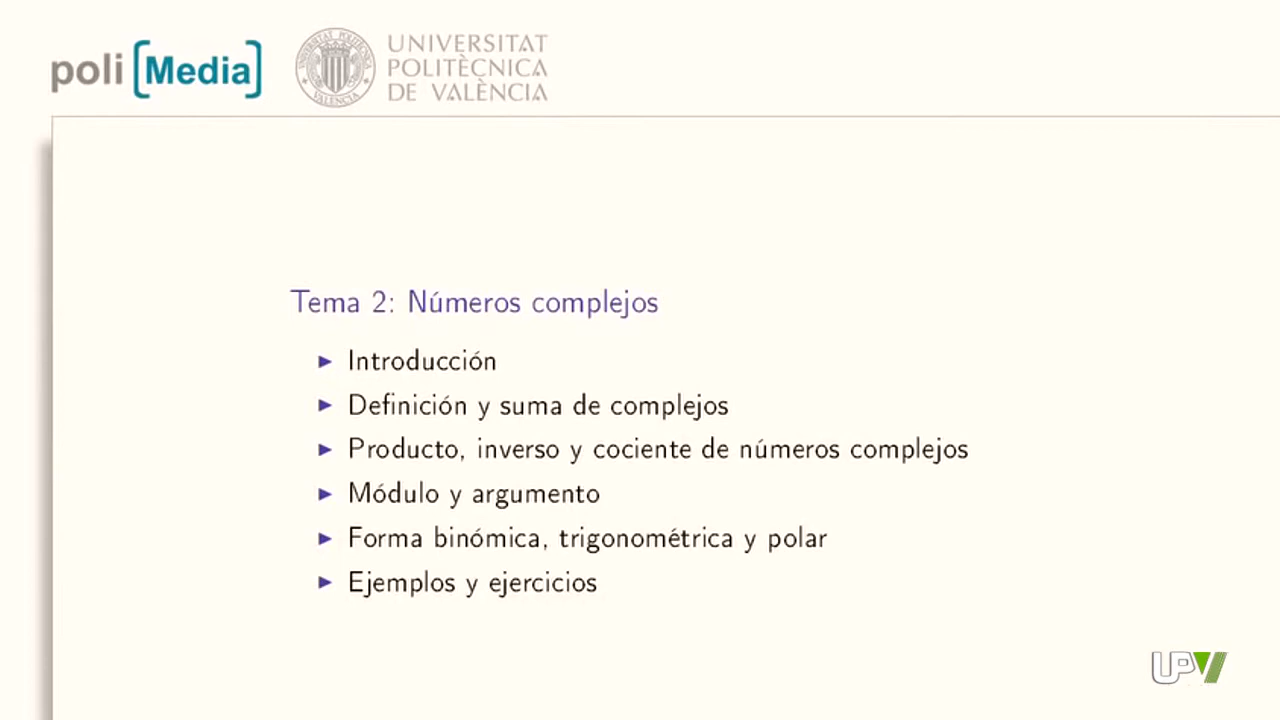 poli [Media]
UNIVERSITAT
POLITÈCNICA
DE VALÈNCIA
Tema 2: Números complejos
Introducción
Definición y suma de complejos
Producto, inverso y cociente de números complejos
Módulo y argumento
Forma binómica, trigonométrica y polar
Ejemplos y ejercicios
UPV